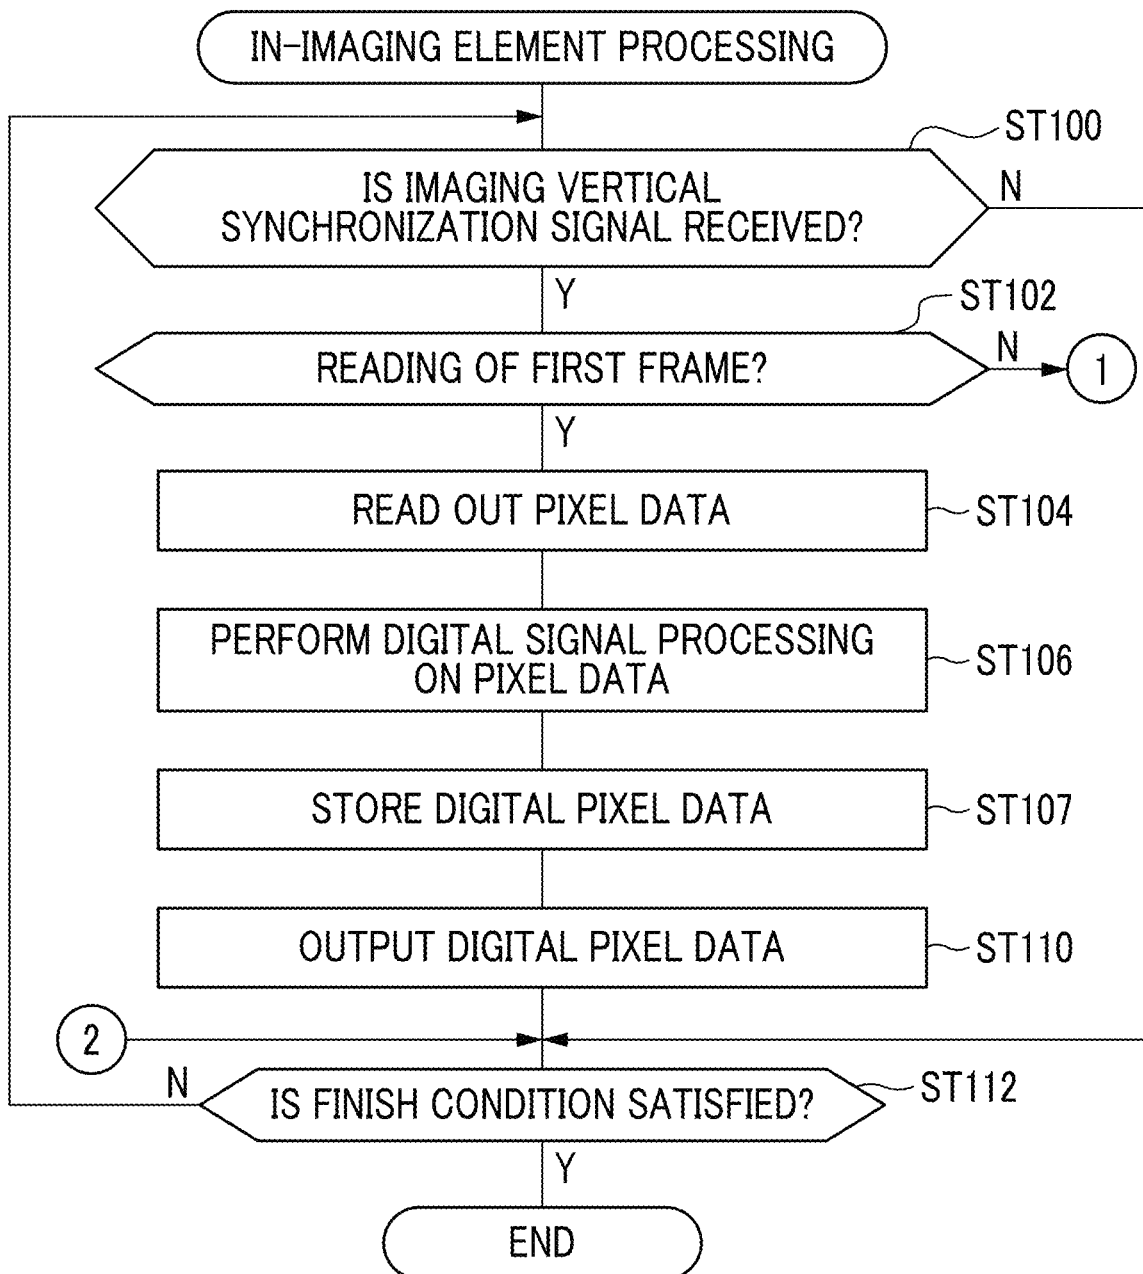 IN-IMAGING ELEMENT PROCESSING
ST100
IS IMAGING VERTICAL
SYNCHRONIZATION SIGNAL RECEIVED?
N
Y
ST102
READING OF FIRST FRAME?
N
1
Y
READ OUT PIXEL DATA
ST104
PERFORM DIGITAL SIGNAL PROCESSING
ON PIXEL DATA
ST106
STORE DIGITAL PIXEL DATA
ST107
OUTPUT DIGITAL PIXEL DATA
ST110
2
N
IS FINISH CONDITION SATISFIED?
ST112
Y
END